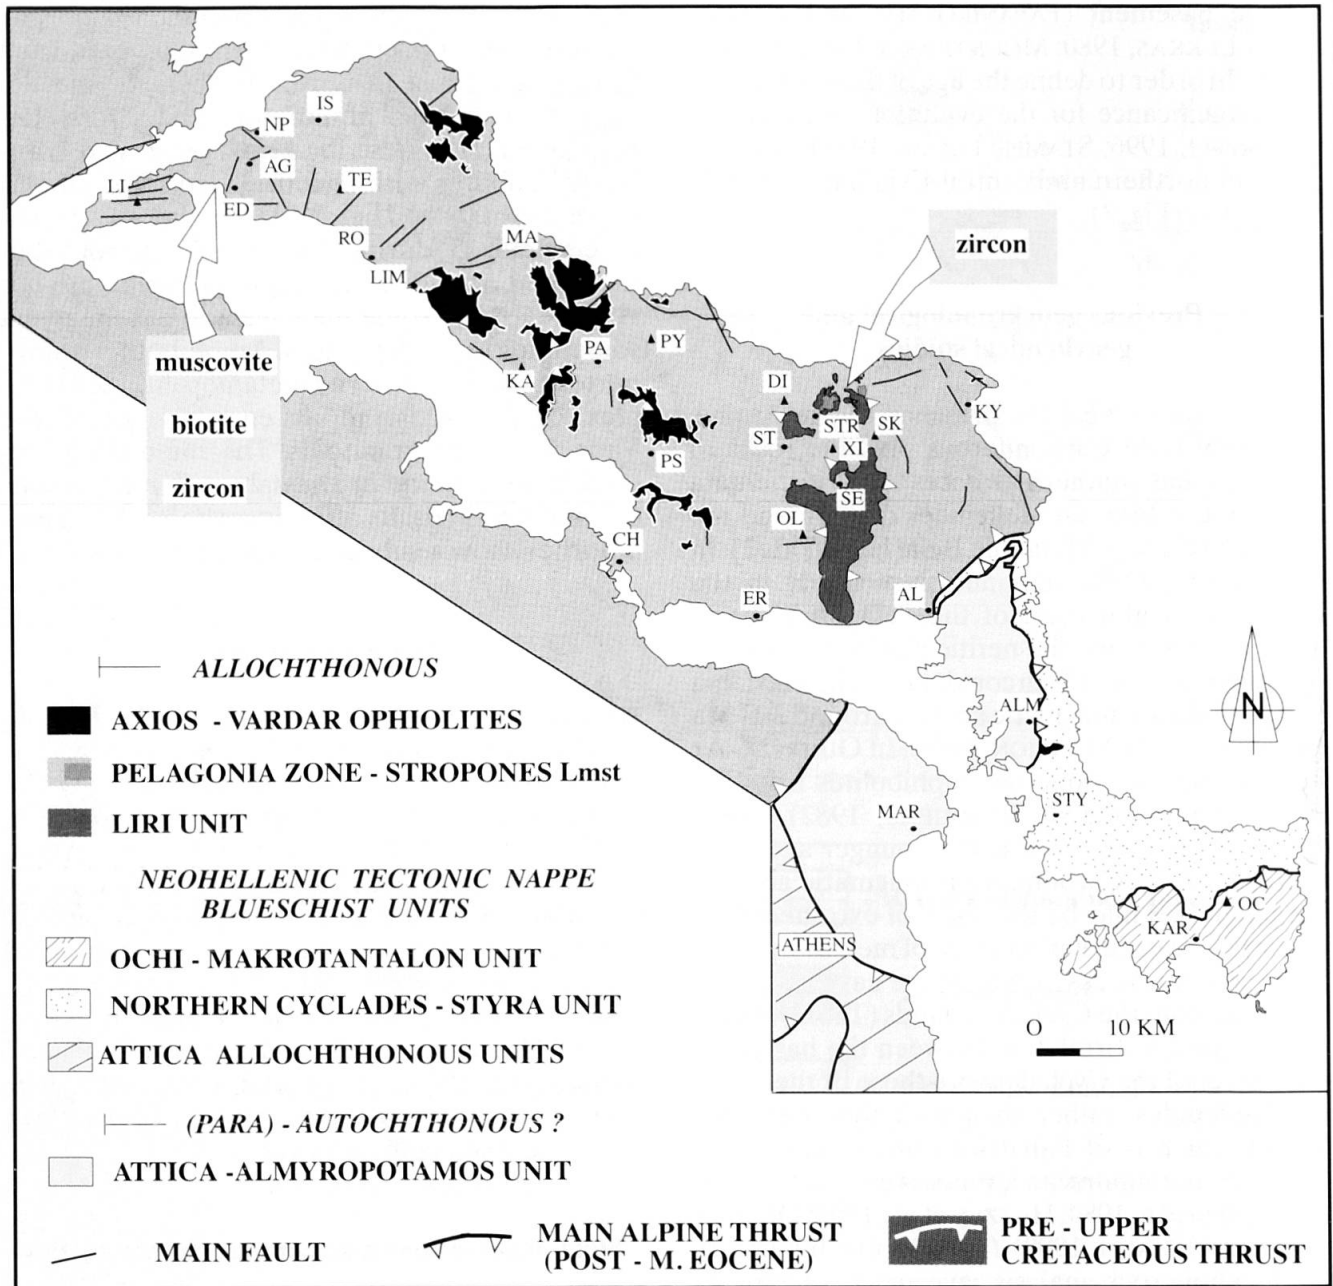 IS
NP
AG
LI
TE
ED
RO
MA
LIM
zircon
PA
PY
muscovite
KA
DI
KY
STR
SK
biotite
ST
XI
PS
zircon
SE
OL
CH
ER
AL
ALLOCHTHONOUS
AXIOS - VARDAR OPHIOLITES
ALM
N
PELAGONIA ZONE - STROPONES Lmst
STY
MAR
LIRI UNIT
NEOHELLENIC TECTONIC NAPPE
BLUESCHIST UNITS
OC
KAR
ATHENS
OCHI - MAKROTANTALON UNIT
NORTHERN CYCLADES - STYRA UNIT
O 10 KM
ATTICA ALLOCHTHONOUS UNITS
(PARA) - AUTOCHTHONOUS ?
ATTICA -ALMYROPOTAMOS UNIT
MAIN FAULT
MAIN ALPINE THRUST
(POST - M. EOCENE)
PRE - UPPER
CRETACEOUS THRUST